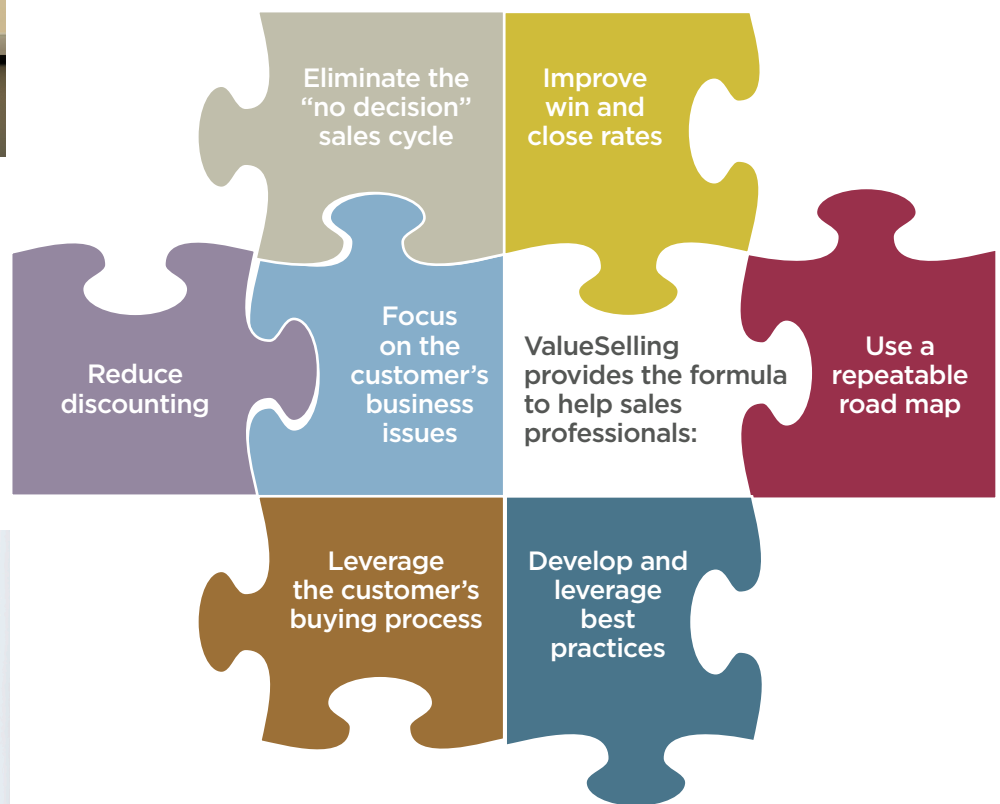 Eliminate the
“no decision”
sales cycle
Improve
win and
close rates
Reduce
discounting
Focus
on the
customer’s
business
issues
ValueSelling
provides the formula
to help sales
professionals:
Use a
repeatable
road map
Leverage
the customer’s
buying process
Develop and
leverage
best
practices